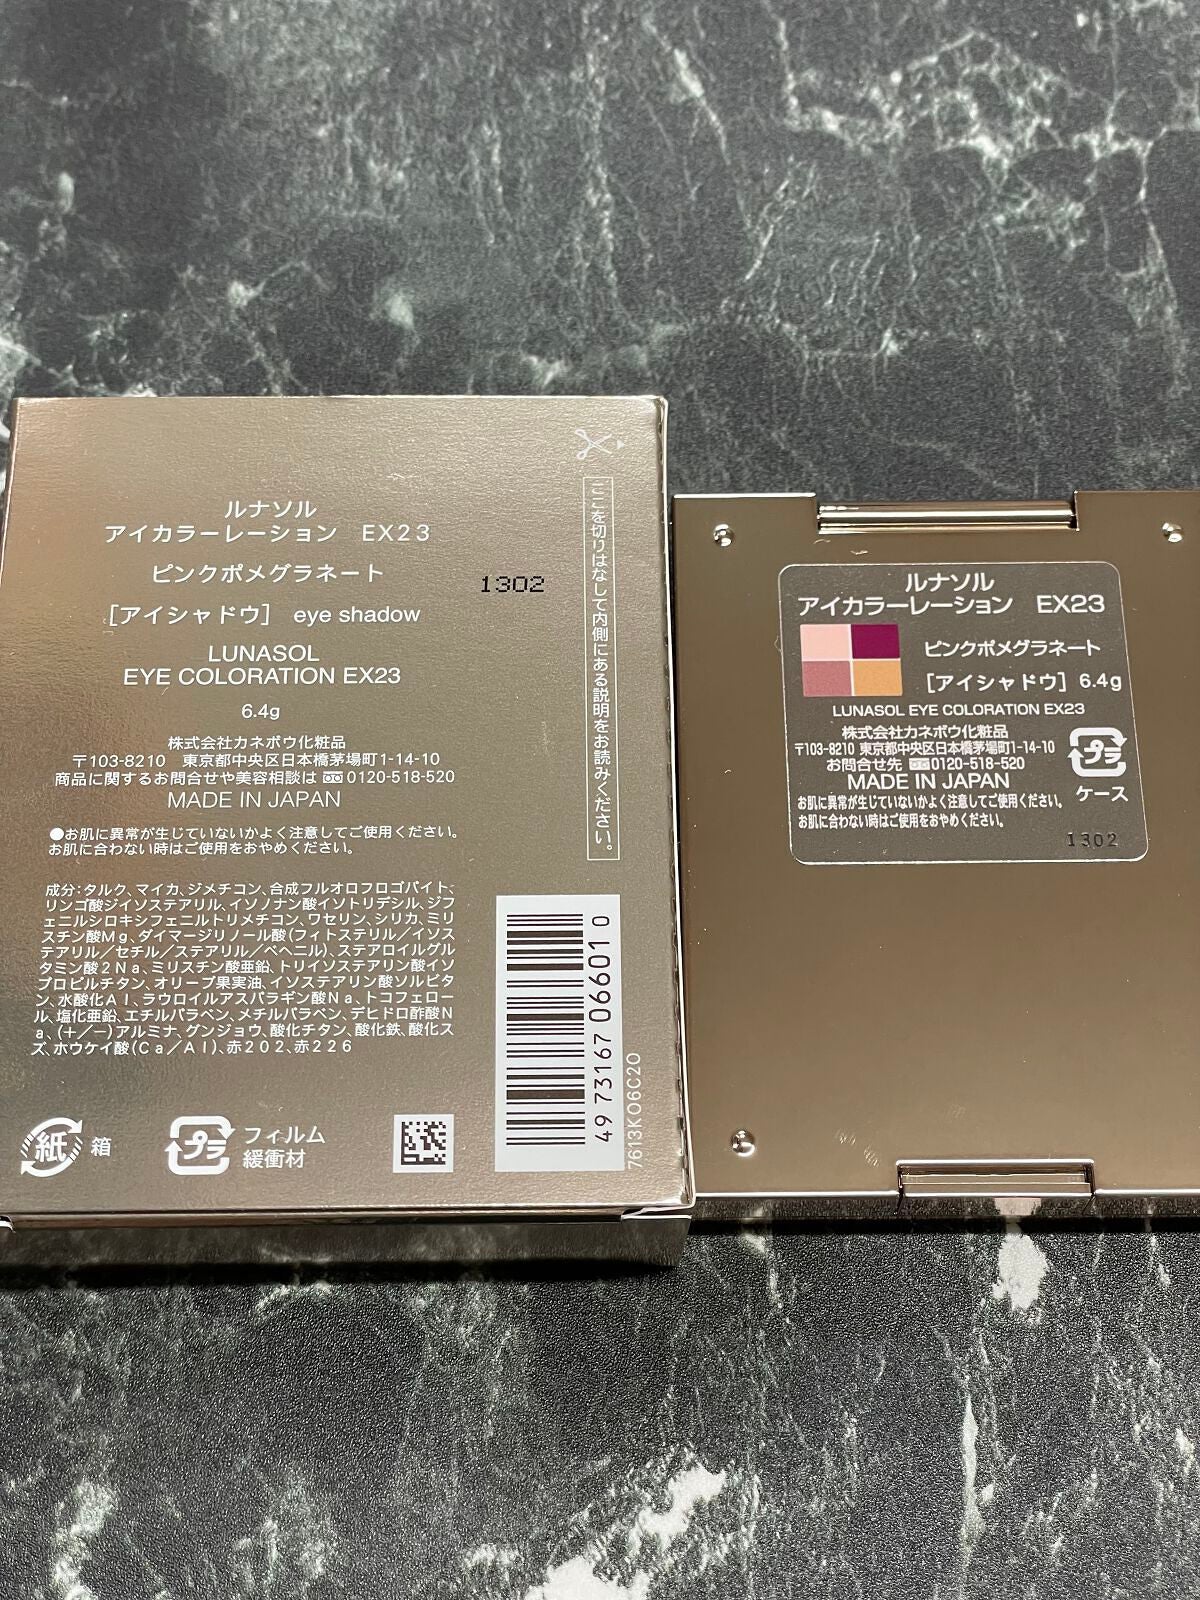 ルナソル
アイカラーレーション　EX23
ピンクポメグラネート
1302
［アイシャドウ］ eye shadow
LUNASOL
EYE COLORATION EX23
6.4g
株式会社カネボウ化粧品
〒103-8210　東京都中央区日本橋茅場町1-14-10
商品に関するお問合せや美容相談は 0120-518-520
MADE IN JAPAN
●お肌に異常が生じていないかよく注意してご使用ください。
お肌に合わない時はご使用をおやめください。
成分：タルク、マイカ、ジメチコン、合成フルオロフロゴパイト、
リンゴ酸ジイソステアリル、イソノナン酸イソトリデシル、ジフ
ェニルシロキシフェニルトリメチコン、ワセリン、シリカ、ミリ
スチン酸Mg、ダイマージリノール酸（フィトステリル／イソス
テアリル／セチル／ステアリル／ベヘニル）、ステアロイルグル
タミン酸2Na、ミリスチン酸亜鉛、トリイソステアリン酸イソ
プロピルチタン、オリーブ果実油、イソステアリン酸ソルビタ
ン、水酸化Al、ラウロイルアスパラギン酸Na、トコフェロー
ル、塩化亜鉛、エチルパラベン、メチルパラベン、デヒドロ酢酸N
a、（+／−）アルミナ、グンジョウ、酸化チタン、酸化鉄、酸化ス
ズ、ホウケイ酸（Ca／Al）、赤202、赤226
紙 箱
プラ フィルム
緩衝材
ここを切りはなして内側にある説明をお読みください。
4973167066010
7613K06C20
ルナソル
アイカラーレーション　EX23
ピンクポメグラネート
［アイシャドウ］ 6.4g
LUNASOL EYE COLORATION EX23
株式会社カネボウ化粧品
〒103-8210 東京都中央区日本橋茅場町1-14-10
お問合せ先 0120-518-520
MADE IN JAPAN
お肌に異常が生じていないかよく注意してご使用ください。
お肌に合わない時はご使用をおやめください。
プラ
ケース
1302